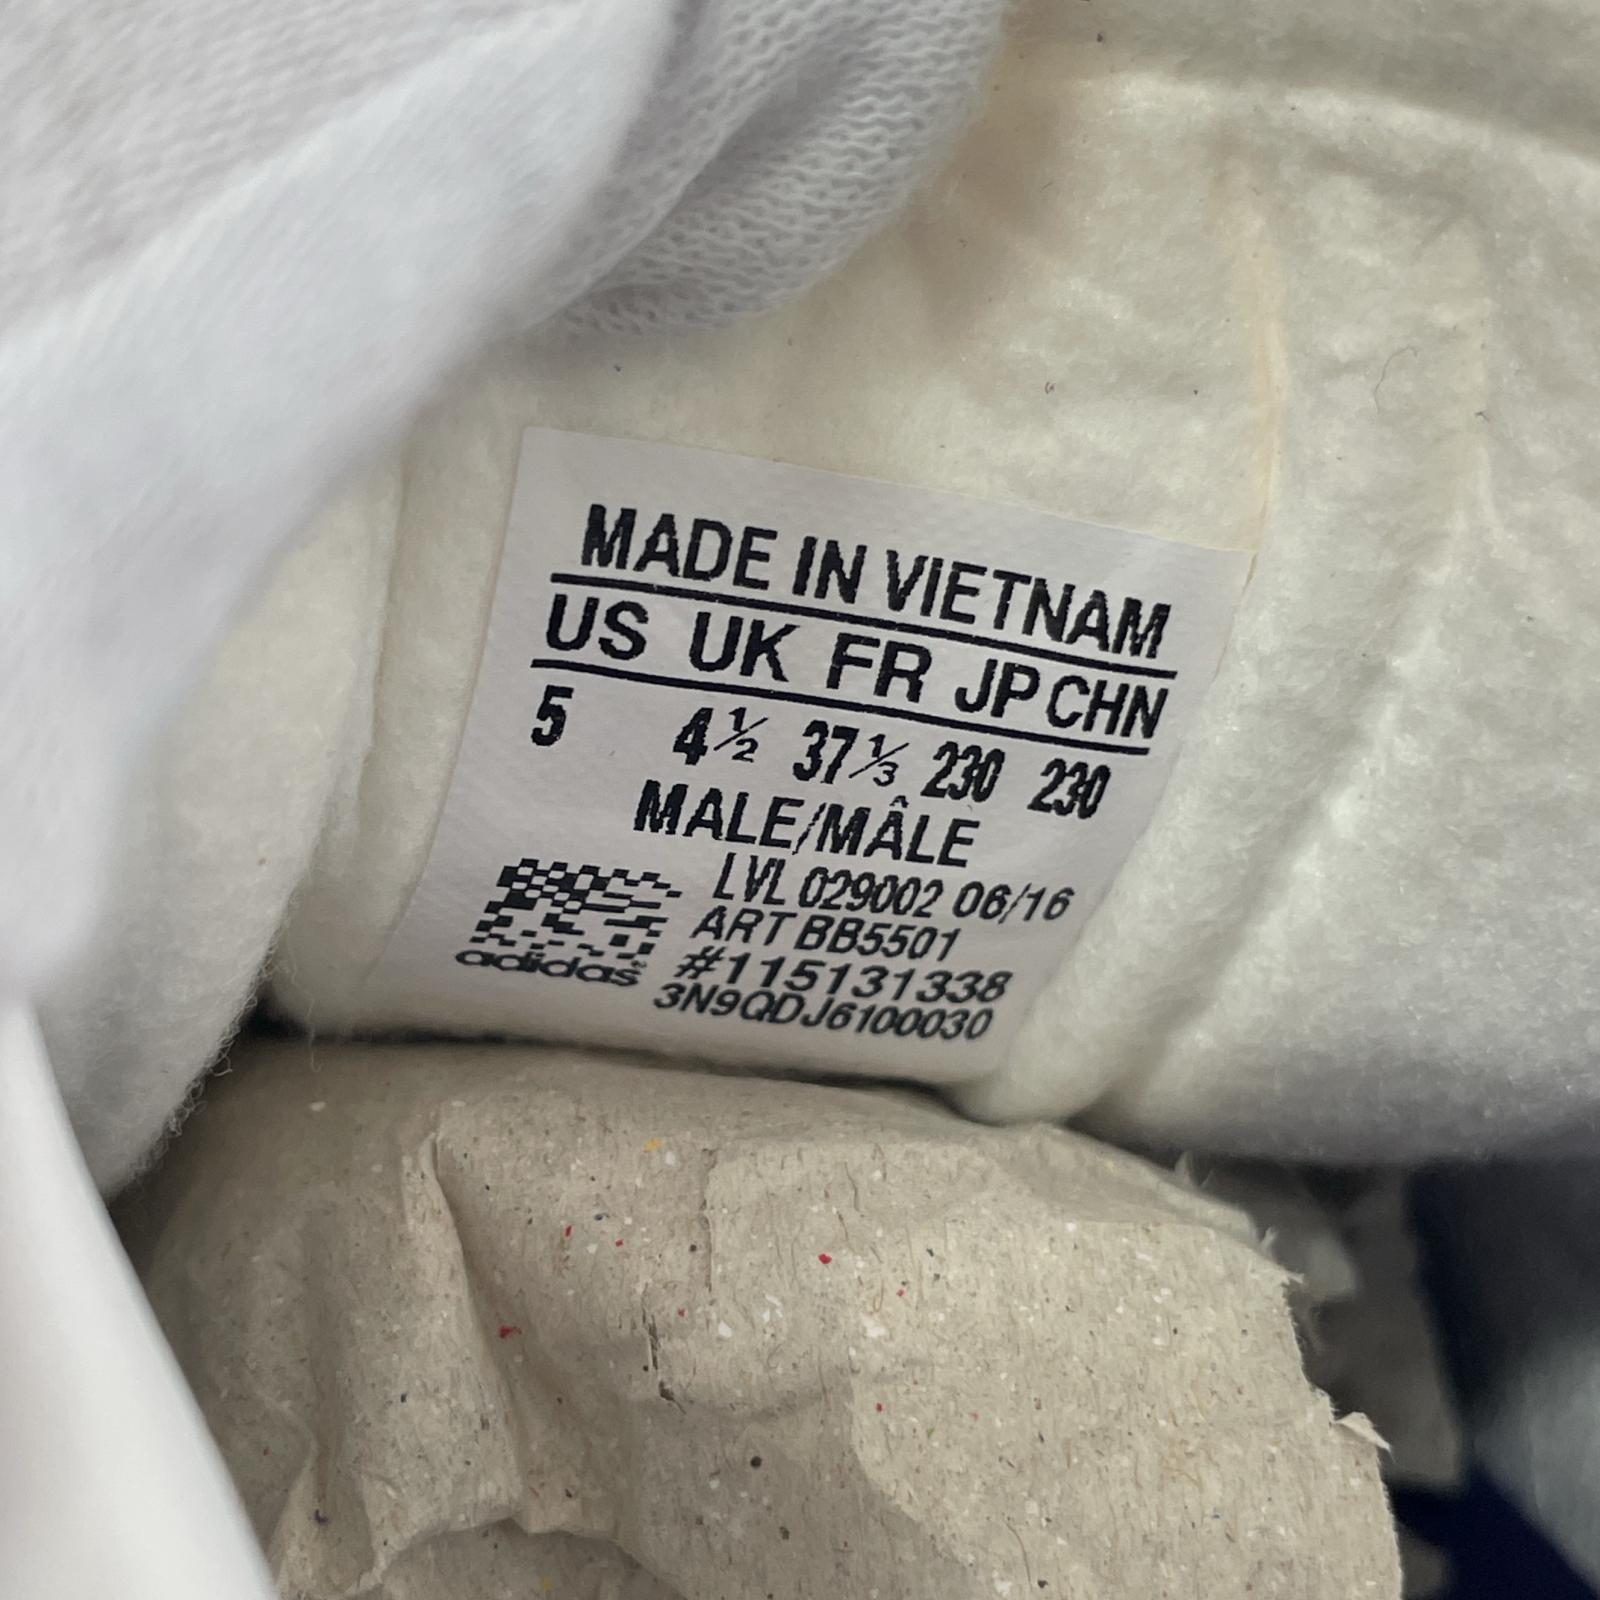 MADE IN VIETNAM
US UK FR JP CHN
5 4½ 37⅓ 230 230
MALE/MÂLE
LVL 029002 06/16
ART BB5501
#115131338
3N9QDJ6100030
adidas